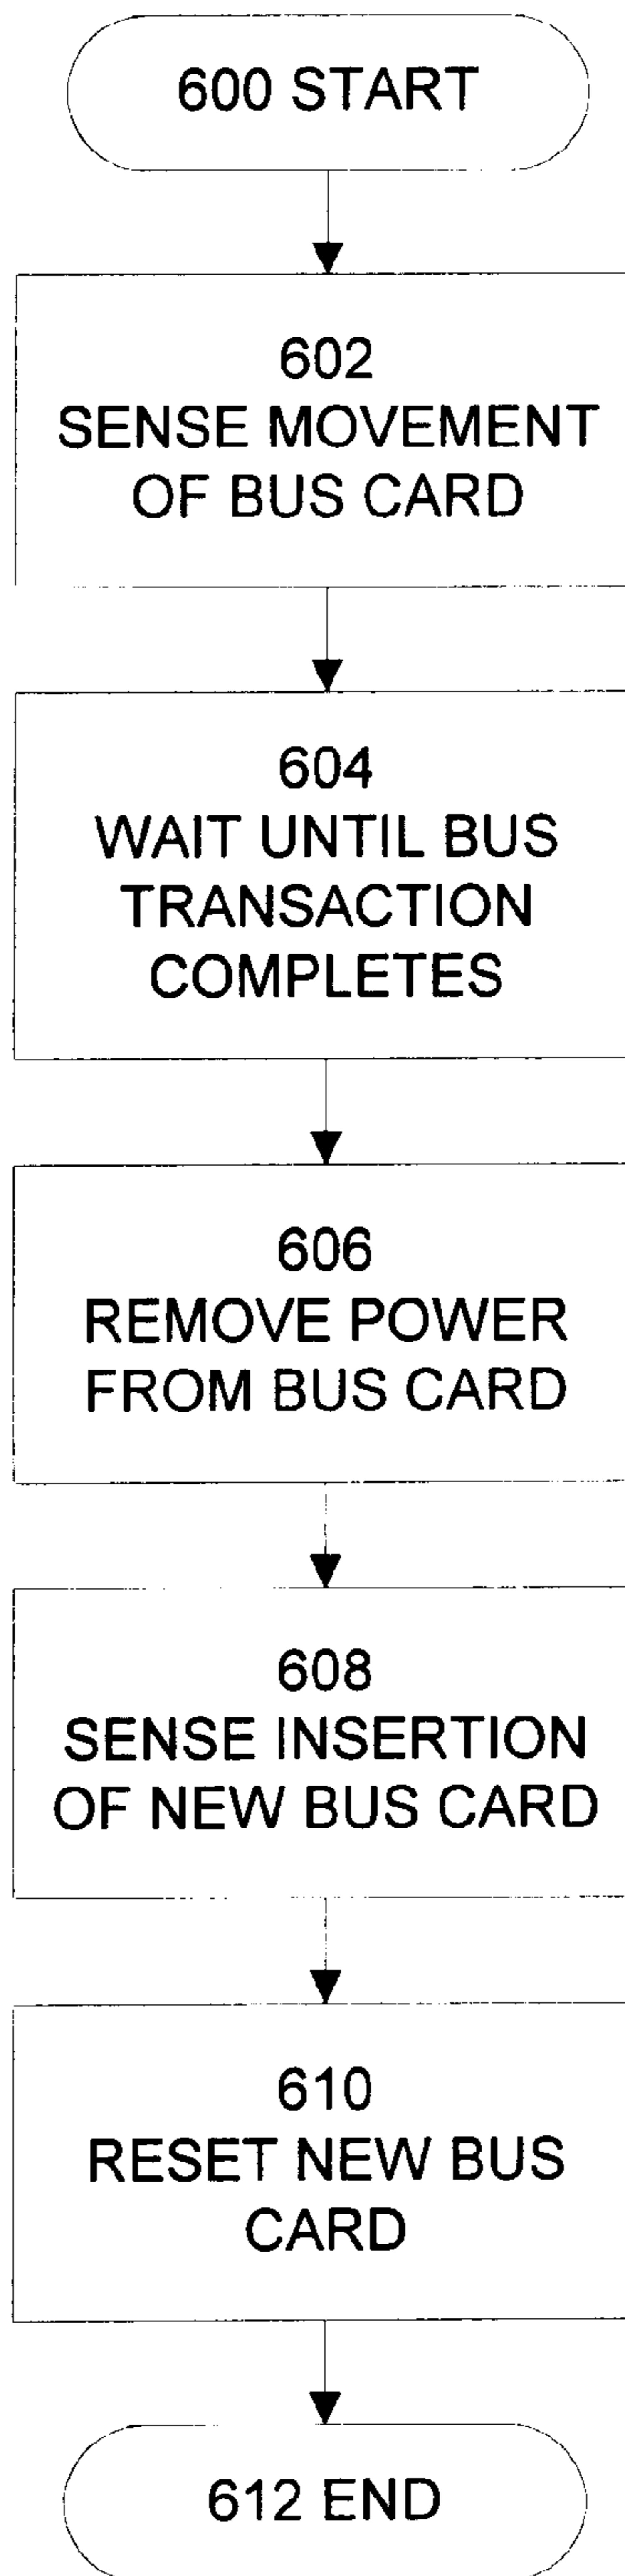 600 START
602
SENSE MOVEMENT
OF BUS CARD
604
WAIT UNTIL BUS
TRANSACTION
COMPLETES
606
REMOVE POWER
FROM BUS CARD
608
SENSE INSERTION
OF NEW BUS CARD
610
RESET NEW BUS
CARD
612 END